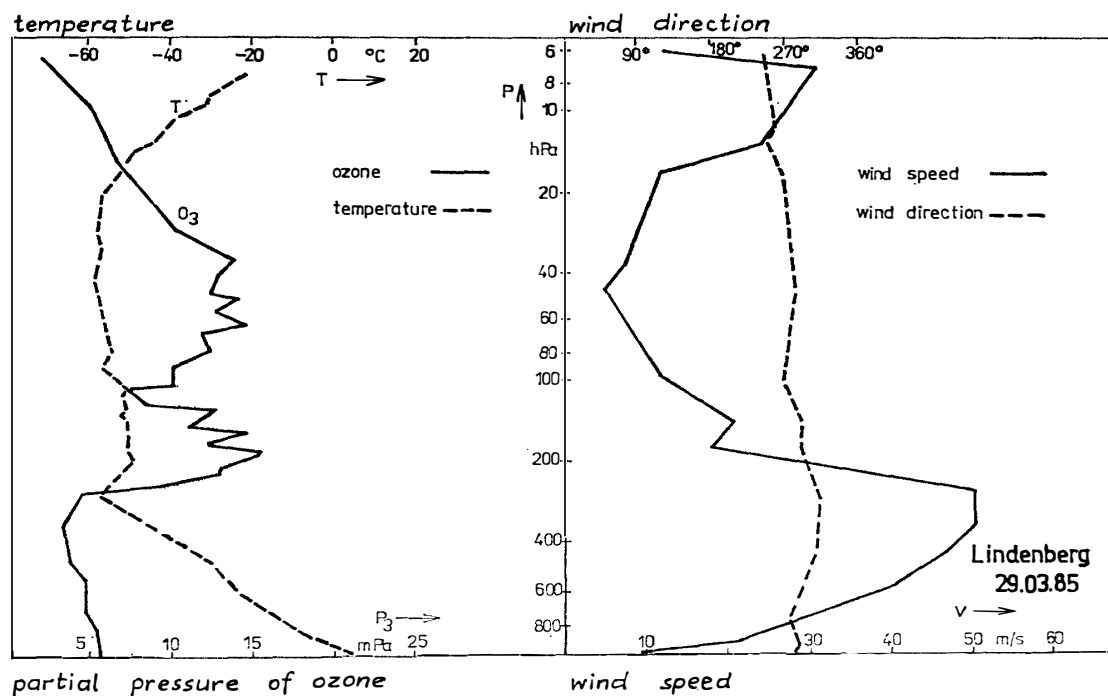 temperature
wind direction
-60 -40 -20 °C 20
T
T
6 90° 180° 270° 360°
8
P
10
hPa
ozone
temperature
wind speed
wind direction
20
O3
40
60
80
100
200
400
Lindenberg
29.03.85
600
P3
v
800
5 10 15 mPa 25
10 30 40 50 m/s 60
partial pressure of ozone
wind speed